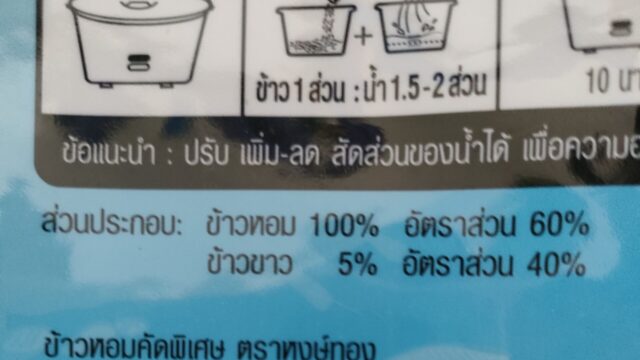 ข้าว 1 ส่วน : น้ำ 1.5-2 ส่วน
10
ข้อแนะนำ : ปรับ เพิ่ม-ลด สัดส่วนของน้ำได้ เพื่อความ
ส่วนประกอบ: ข้าวหอม 100% อัตราส่วน 60%
ข้าวขาว 5% อัตราส่วน 40%
ข้าวหอมคัดพิเศษ ตราหงษ์ทอง